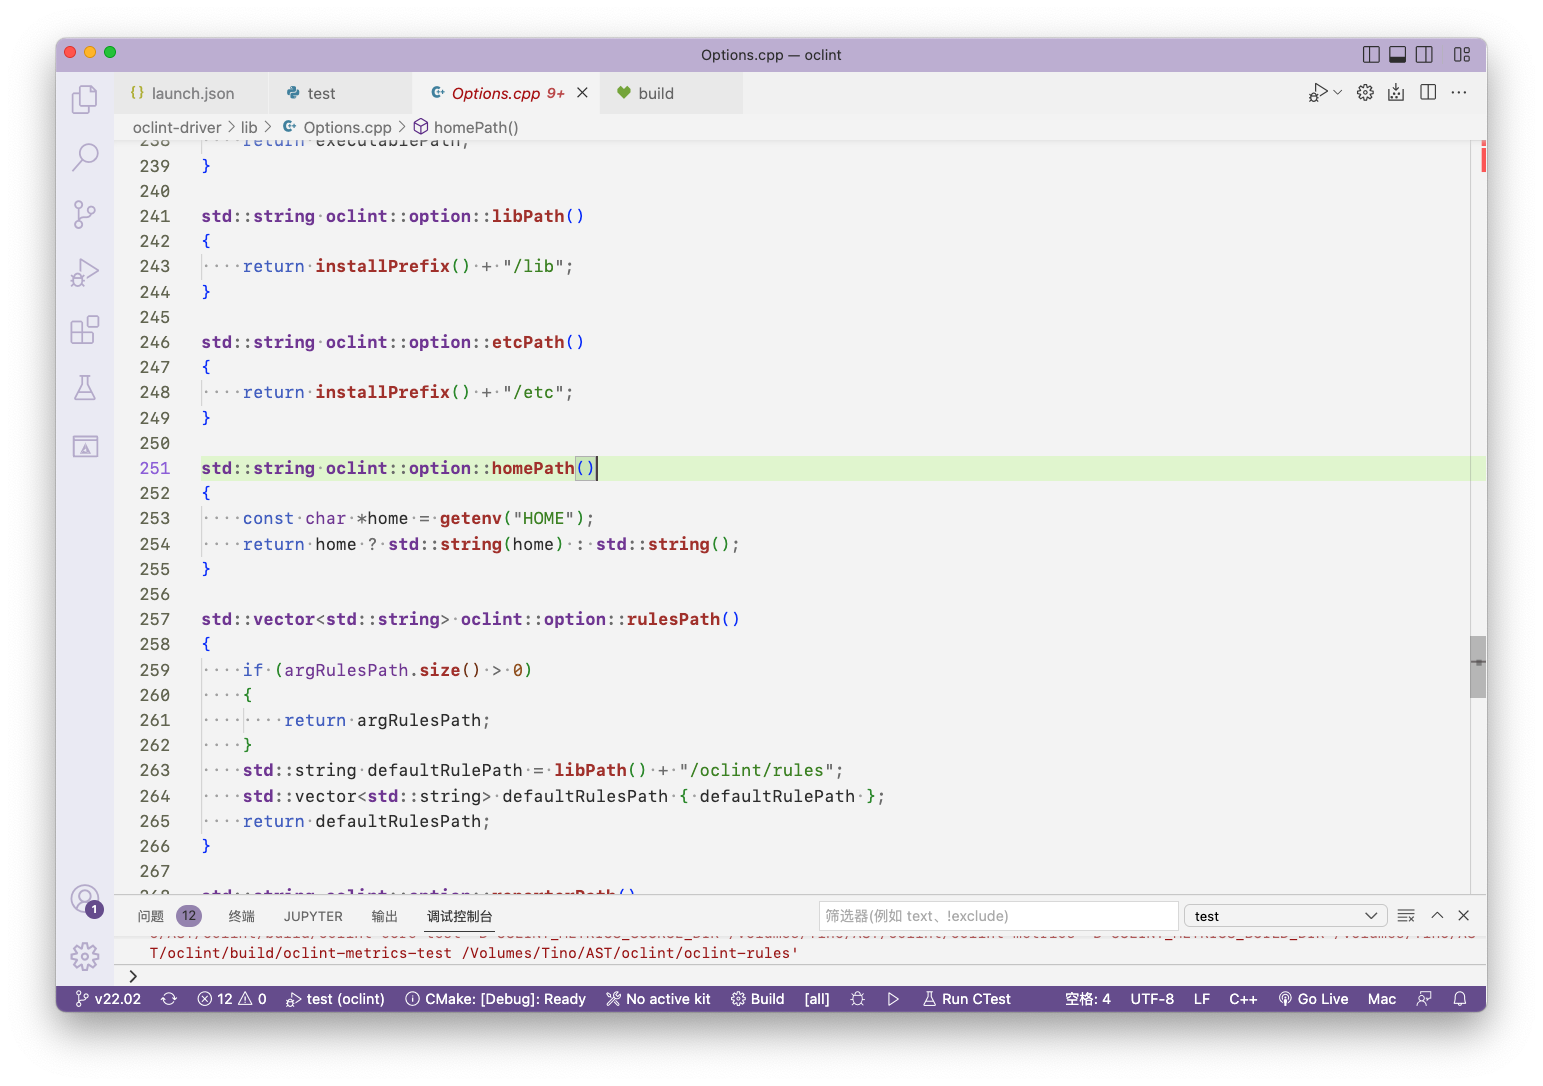 Options.cpp — oclint
launch.json
test
Options.cpp 9+
build
oclint-driver > lib > Options.cpp > homePath()
238     return executablePath;
239 }
240
241 std::string oclint::option::libPath()
242 {
243     return installPrefix() + "/lib";
244 }
245
246 std::string oclint::option::etcPath()
247 {
248     return installPrefix() + "/etc";
249 }
250
251 std::string oclint::option::homePath()
252 {
253     const char *home = getenv("HOME");
254     return home ? std::string(home) : std::string();
255 }
256
257 std::vector<std::string> oclint::option::rulesPath()
258 {
259     if (argRulesPath.size() > 0)
260     {
261         return argRulesPath;
262     }
263     std::string defaultRulePath = libPath() + "/oclint/rules";
264     std::vector<std::string> defaultRulesPath { defaultRulePath };
265     return defaultRulesPath;
266 }
267
268 std::string oclint::option::reporterPath()
1
问题 12 终端 JUPYTER 输出 调试控制台
筛选器(例如 text、!exclude)
test
T/oclint/build/oclint-metrics-test /Volumes/Tino/AST/oclint/oclint-rules'
v22.02 12 0 test (oclint) CMake: [Debug]: Ready No active kit Build [all] Run CTest 空格: 4 UTF-8 LF C++ Go Live Mac